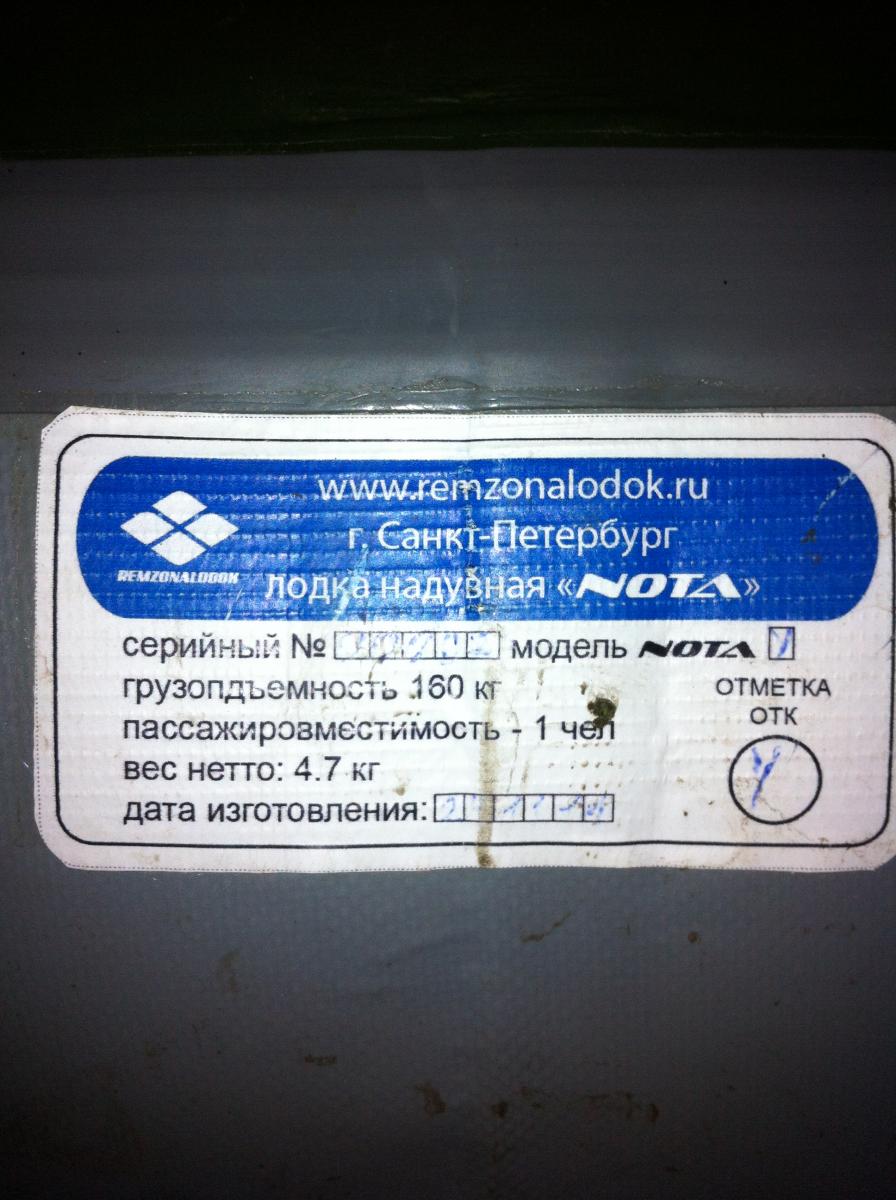 www.remzonalodok.ru
г. Санкт-Петербург
REMZONALODOK
лодка надувная «NOTA»
серийный № модель NOTA
грузопдъемность 160 кг
ОТМЕТКА
ОТК
пассажировместимость - 1 чел
вес нетто: 4.7 кг
дата изготовления: